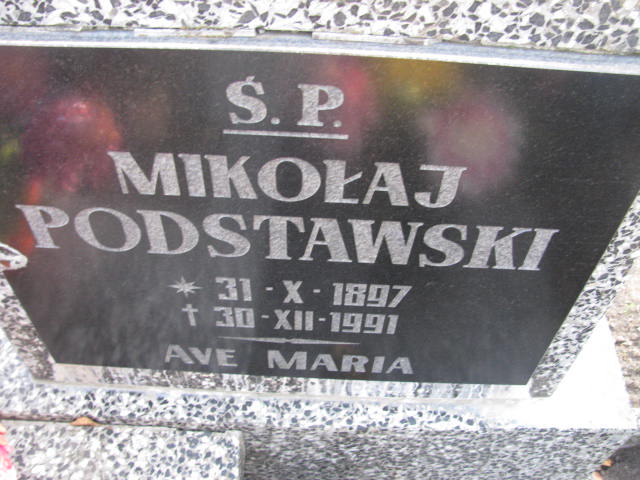 Ś. P.
MIKOŁAJ
PODSTAWSKI
* 31-X-1897
† 30-XII-1991
AVE MARIA